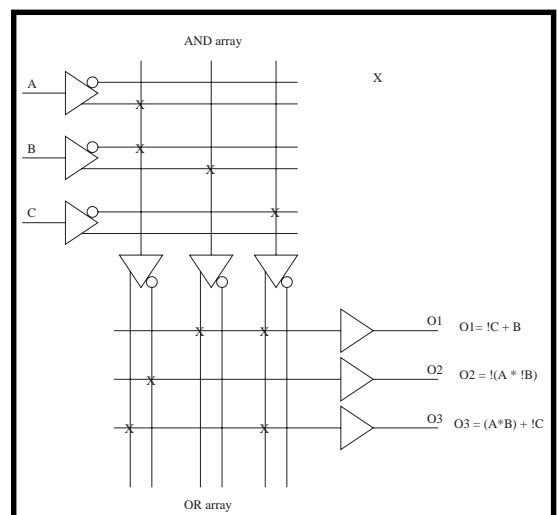 AND array
X
A
X
B
X
X
C
X
O1 O1= !C + B
X X
O2 O2 = !(A * !B)
X
O3 O3 = (A*B) + !C
X X
OR array